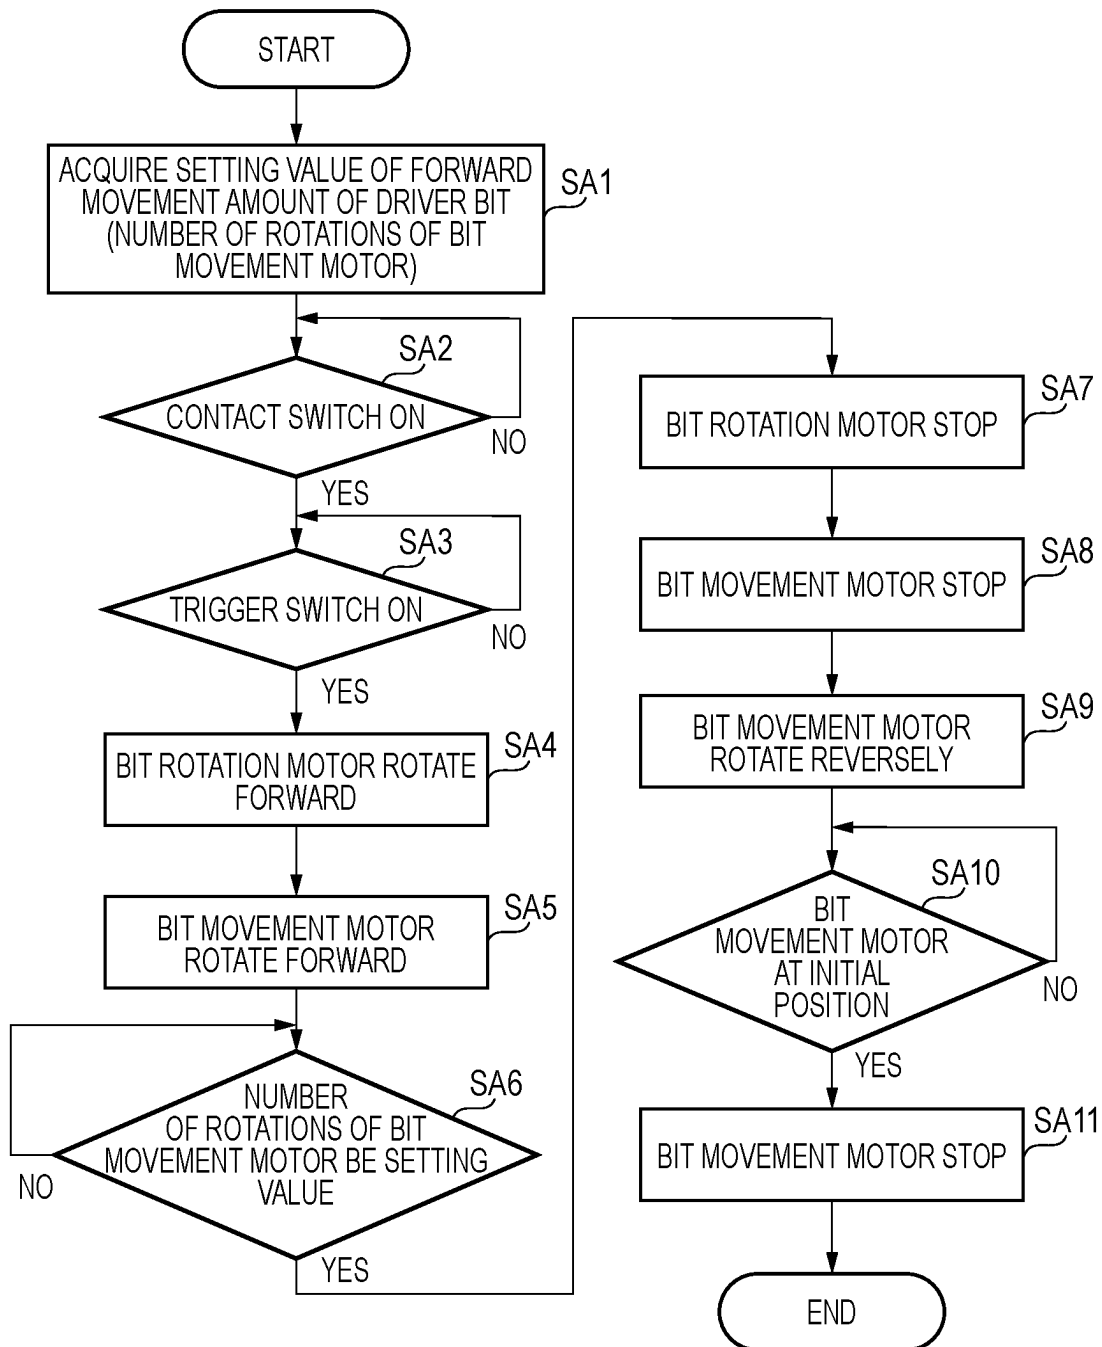 START
ACQUIRE SETTING VALUE OF FORWARD
MOVEMENT AMOUNT OF DRIVER BIT
(NUMBER OF ROTATIONS OF BIT
MOVEMENT MOTOR)
SA1
SA2
CONTACT SWITCH ON
NO
YES
SA3
TRIGGER SWITCH ON
NO
YES
SA4
BIT ROTATION MOTOR ROTATE
FORWARD
SA5
BIT MOVEMENT MOTOR
ROTATE FORWARD
SA6
NUMBER
OF ROTATIONS OF BIT
MOVEMENT MOTOR BE SETTING
VALUE
NO
YES
SA7
BIT ROTATION MOTOR STOP
SA8
BIT MOVEMENT MOTOR STOP
SA9
BIT MOVEMENT MOTOR
ROTATE REVERSELY
SA10
BIT
MOVEMENT MOTOR
AT INITIAL
POSITION
NO
YES
SA11
BIT MOVEMENT MOTOR STOP
END